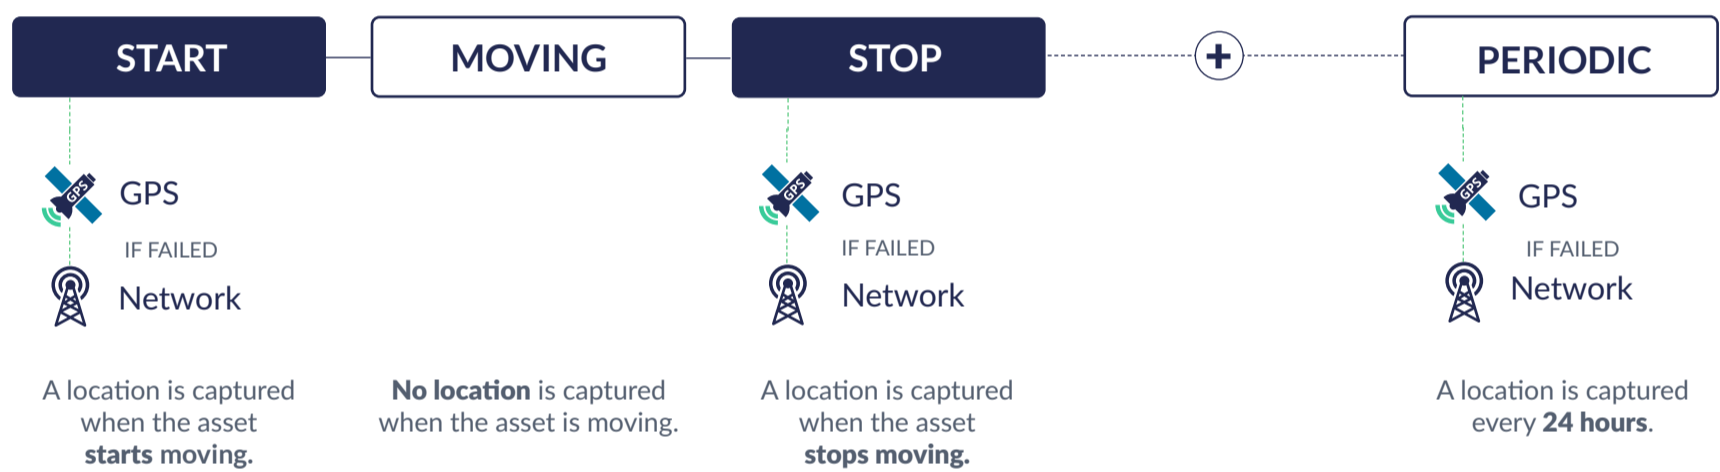 START
MOVING
STOP
+
PERIODIC
GPS
GPS
IF FAILED
Network
A location is captured
when the asset
starts moving.
No location is captured
when the asset is moving.
GPS
GPS
IF FAILED
Network
A location is captured
when the asset
stops moving.
GPS
GPS
IF FAILED
Network
A location is captured
every 24 hours.